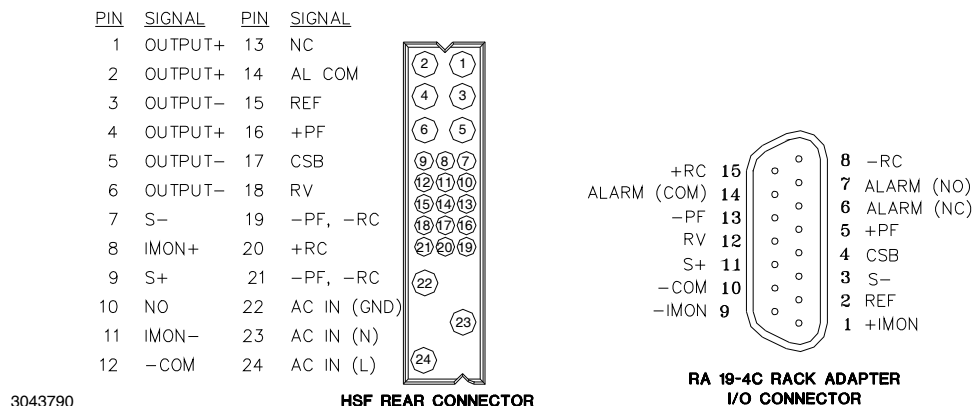 PIN SIGNAL PIN SIGNAL
1 OUTPUT+ 13 NC
2 OUTPUT+ 14 AL COM
3 OUTPUT− 15 REF
4 OUTPUT+ 16 +PF
5 OUTPUT− 17 CSB
6 OUTPUT− 18 RV
7 S− 19 −PF, −RC
8 IMON+ 20 +RC
9 S+ 21 −PF, −RC
10 NO 22 AC IN (GND)
11 IMON− 23 AC IN (N)
12 −COM 24 AC IN (L)
2 1
4 3
6 5
9 8 7
12 11 10
15 14 13
18 17 16
21 20 19
22
23
24
HSF REAR CONNECTOR
+RC 15
ALARM (COM) 14
−PF 13
RV 12
S+ 11
−COM 10
−IMON 9
8 −RC
7 ALARM (NO)
6 ALARM (NC)
5 +PF
4 CSB
3 S−
2 REF
1 +IMON
RA 19-4C RACK ADAPTER
I/O CONNECTOR
3043790